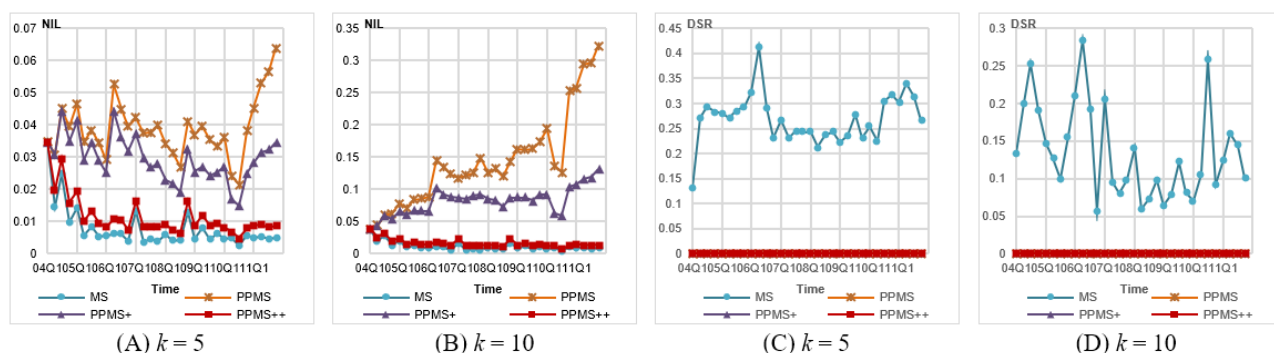 NIL
0.07
0.06
0.05
0.04
0.03
0.02
0.01
0
04Q105Q106Q107Q108Q109Q110Q111Q1
Time
MS
PPMS
PPMS+
PPMS++
(A) k = 5
NIL
0.35
0.3
0.25
0.2
0.15
0.1
0.05
0
04Q105Q106Q107Q108Q109Q110Q111Q1
Time
MS
PPMS
PPMS+
PPMS++
(B) k = 10
DSR
0.45
0.4
0.35
0.3
0.25
0.2
0.15
0.1
0.05
0
04Q105Q106Q107Q108Q109Q110Q111Q1
Time
MS
PPMS
PPMS+
PPMS++
(C) k = 5
DSR
0.3
0.25
0.2
0.15
0.1
0.05
0
04Q105Q106Q107Q108Q109Q110Q111Q1
Time
MS
PPMS
PPMS+
PPMS++
(D) k = 10